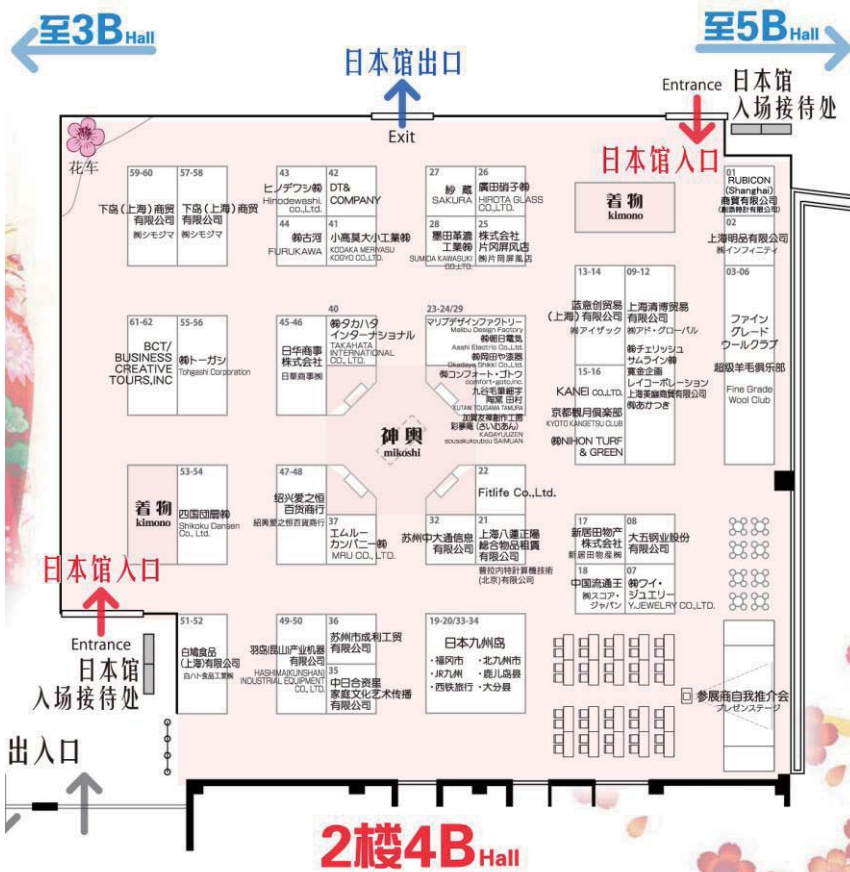 至3B Hall
至5B Hall
日本馆出口
Exit
Entrance
日本馆
入场接待处
日本馆入口
花车
59-60
下岛(上海)商贸
有限公司
㈱シモジマ
57-58
下岛(上海)商贸
有限公司
㈱シモジマ
43
ヒノデワシ㈱
Hinodewashi.
co.,Ltd.
42
DT&
COMPANY
44
㈱古河
FURUKAWA
41
小高莫大小工業㈱
KODAKA MERIYASU
KOGYO CO.,LTD.
27
紗蔵
SAKURA
26
廣田硝子㈱
HIROTA GLASS
CO.,LTD.
28
墨田革漉
工業㈱
SUMIDA KAWASUKI
CO.,LTD.
25
株式会社
片冈屏风店
㈱片岡屏風店
着物
kimono
01
RUBICON
(Shanghai)
商貿有限公司
02
上海明品有限公司
㈱インフィニティ
03-06
ファイン
グレード
ウールクラブ
超级羊毛俱乐部
Fine Grade
Wool Club
13-14
蓝意创贸易
(上海)有限公司
㈱アイザック
09-12
上海清博贸易
有限公司
㈱アド・グローバル
㈱チェリッシュ
サムライン㈱
寛金企画
レイコーポレーション
上海美幽商貿有限公司
㈲あかつき
15-16
KANEI CO.,LTD.
京都観月倶楽部
KYOTO KANGETSU CLUB
㈱NIHON TURF
& GREEN
61-62
BCT/
BUSINESS
CREATIVE
TOURS,INC
55-56
㈱トーガシ
Tohgashi Corporation
45-46
日华商事
株式会社
日華商事㈱
40
㈱タカハタ
インターナショナル
TAKAHATA
INTERNATIONAL
CO., LTD.
23-24/29
マリブデザインファクトリー
Malibu Design Factory
㈱朝日電気
Asahi Electric Co.,Ltd.
㈱岡田や漆器
Okadaya Shikki Co.,Ltd.
㈲コンフォート・ゴトウ
comfort-goto,inc.
九谷毛筆細字
陶窯 田村
KUTANI TOUGAMA TAMURA
加賀友禅創作工房
彩夢庵(さいむあん)
KAGAYUUZEN
sousakukoubou SAIMUAN
神輿
mikoshi
着物
kimono
53-54
四国団扇㈱
Shikoku Dansen
Co., Ltd.
47-48
绍兴爱之恒
百货商行
紹興愛之恒百貨商行
37
エムルー
カンパニー㈱
MRU CO., LTD.
22
Fitlife Co.,Ltd.
32
苏州中大通信息
有限公司
21
上海八蓮正陽
総合物品租賃
有限公司
普拉内特計算機技術
(北京)有限公司
17
新居田物产
株式会社
新居田物産㈱
08
大五钢业股份
有限公司
18
中国流通王
㈱スコア・
ジャパン
07
㈱ワイ・
ジュエリー
Y.JEWELRY CO.,LTD.
日本馆入口
Entrance
日本馆
入场接待处
51-52
白鸠食品
(上海)有限公司
白ハト食品工業㈱
49-50
羽岛(昆山)产业机器
有限公司
HASHIMA(KUNSHAN)
INDUSTRIAL EQUIPMENT
CO., LTD.
36
苏州市成利工贸
有限公司
35
中日合资星
家庭文化艺术传播
有限公司
19-20/33-34
日本九州岛
・福冈市 ・北九州市
・JR九州 ・鹿儿岛县
・西铁旅行 ・大分县
参展商自我推介会
プレゼンステージ
出入口
2楼4B Hall